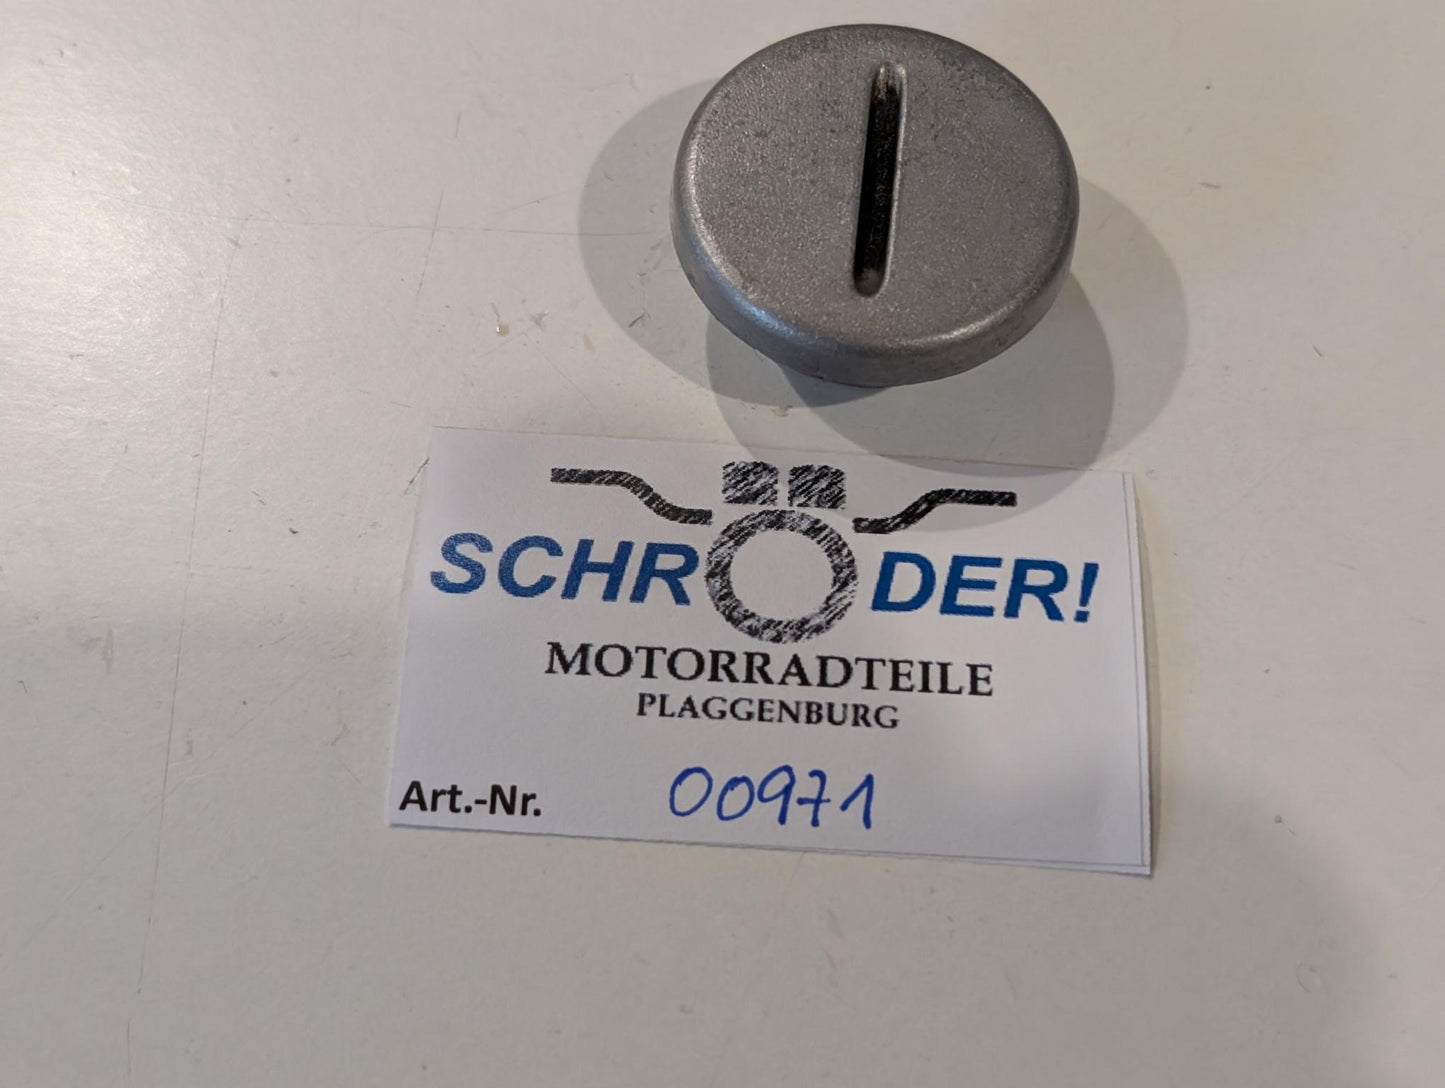 SCHRÖDER!
MOTORRADTEILE
PLAGGENBURG
Art.-Nr. 00971